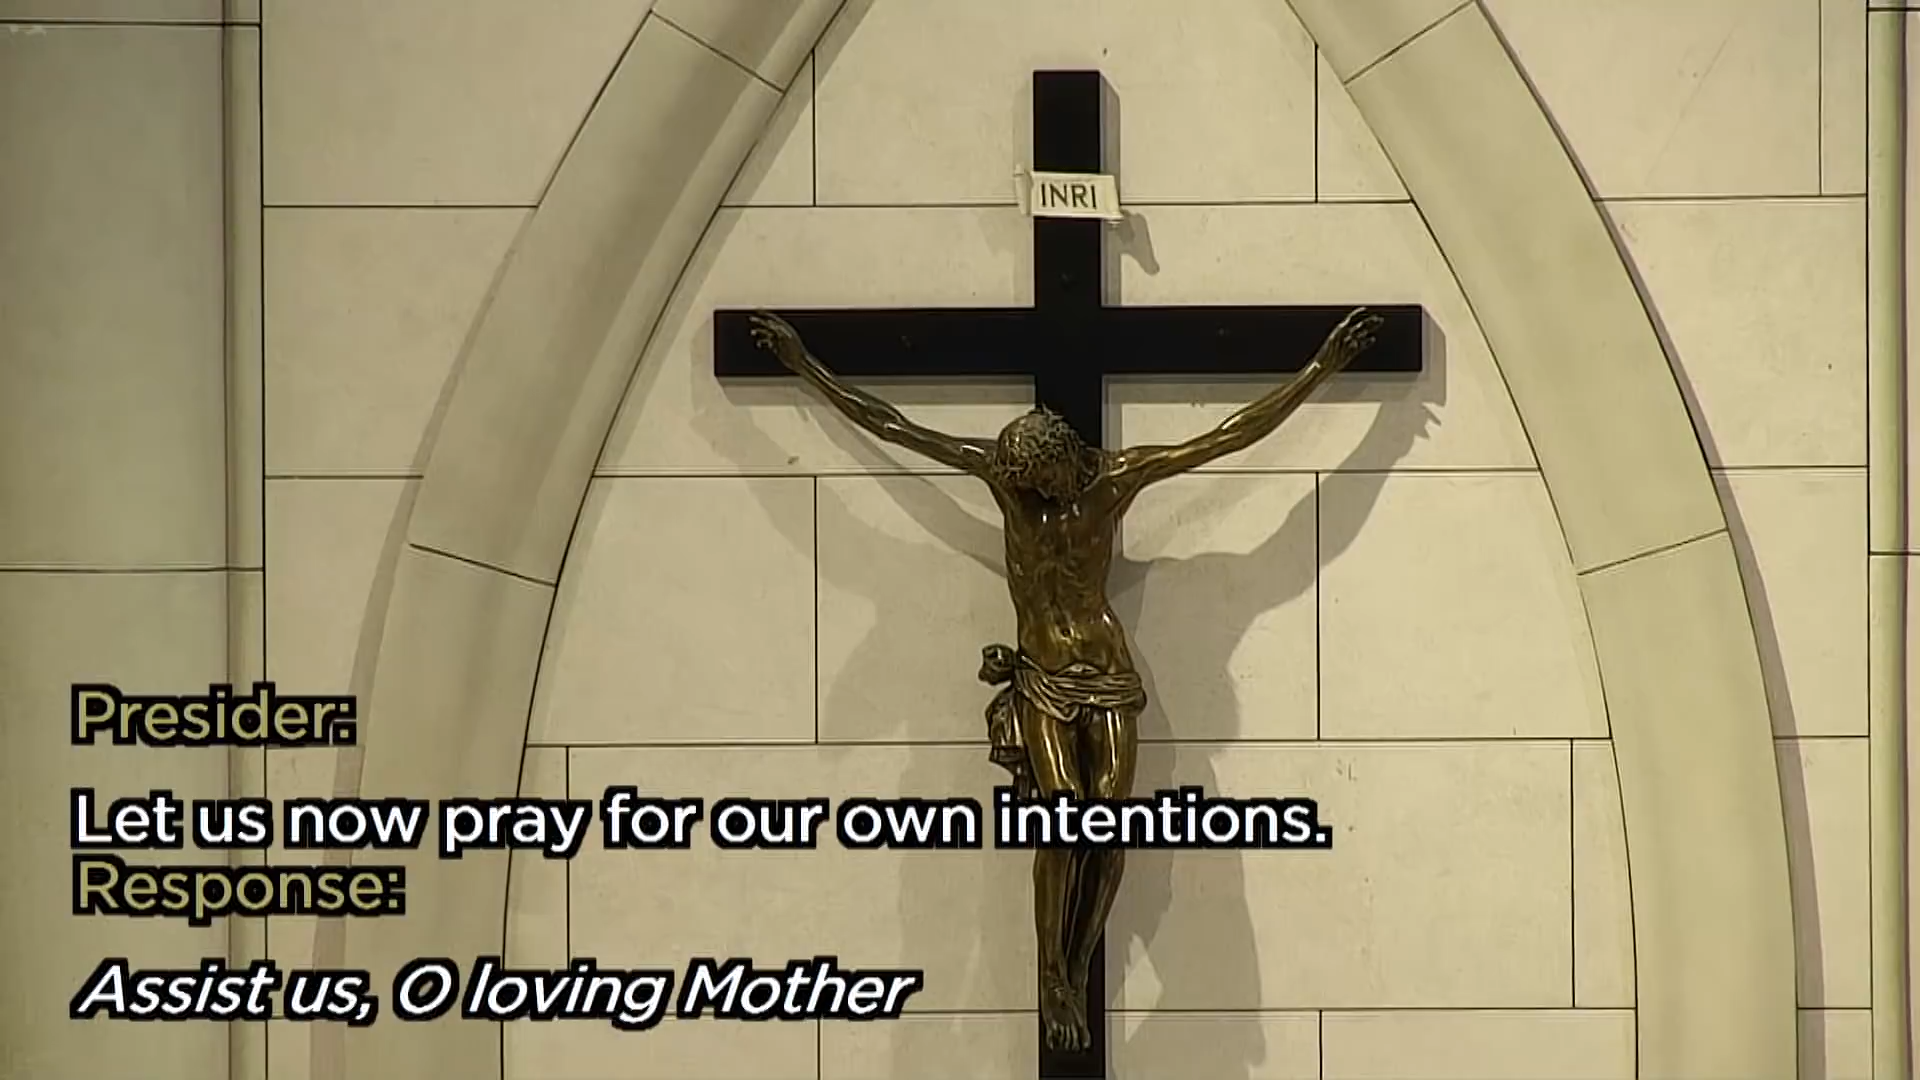 INRI
Presider:
Let us now pray for our own intentions.
Response:
Assist us, O loving Mother